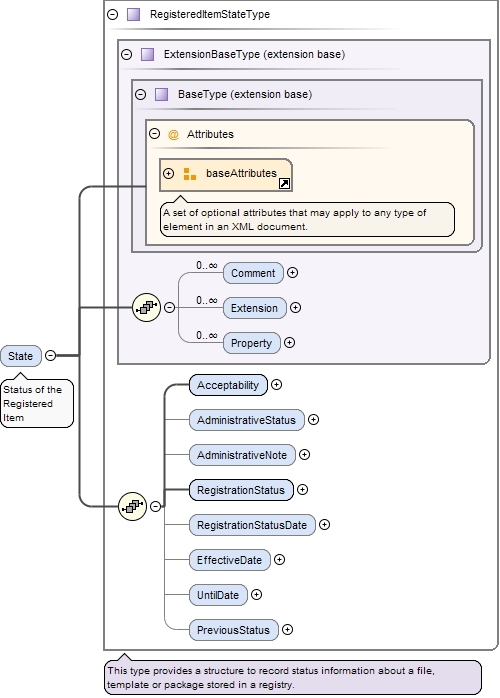 RegisteredItemStateType
ExtensionBaseType (extension base)
BaseType (extension base)
@ Attributes
baseAttributes
A set of optional attributes that may apply to any type of
element in an XML document.
0..∞
Comment
0..∞
Extension
0..∞
Property
State
Status of the
Registered
Item
Acceptability
AdministrativeStatus
AdministrativeNote
RegistrationStatus
RegistrationStatusDate
EffectiveDate
UntilDate
PreviousStatus
This type provides a structure to record status information about a file,
template or package stored in a registry.